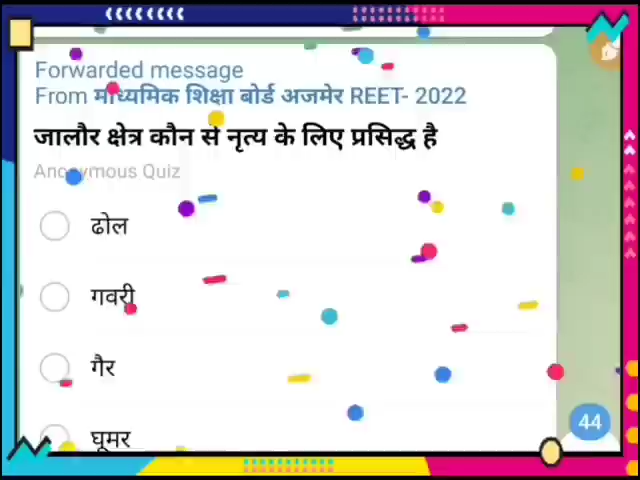 Forwarded message
From माध्यमिक शिक्षा बोर्ड अजमेर REET- 2022
जालौर क्षेत्र कौन से नृत्य के लिए प्रसिद्ध है
Anonymous Quiz
ढोल
गवरी
गैर
घूमर
44